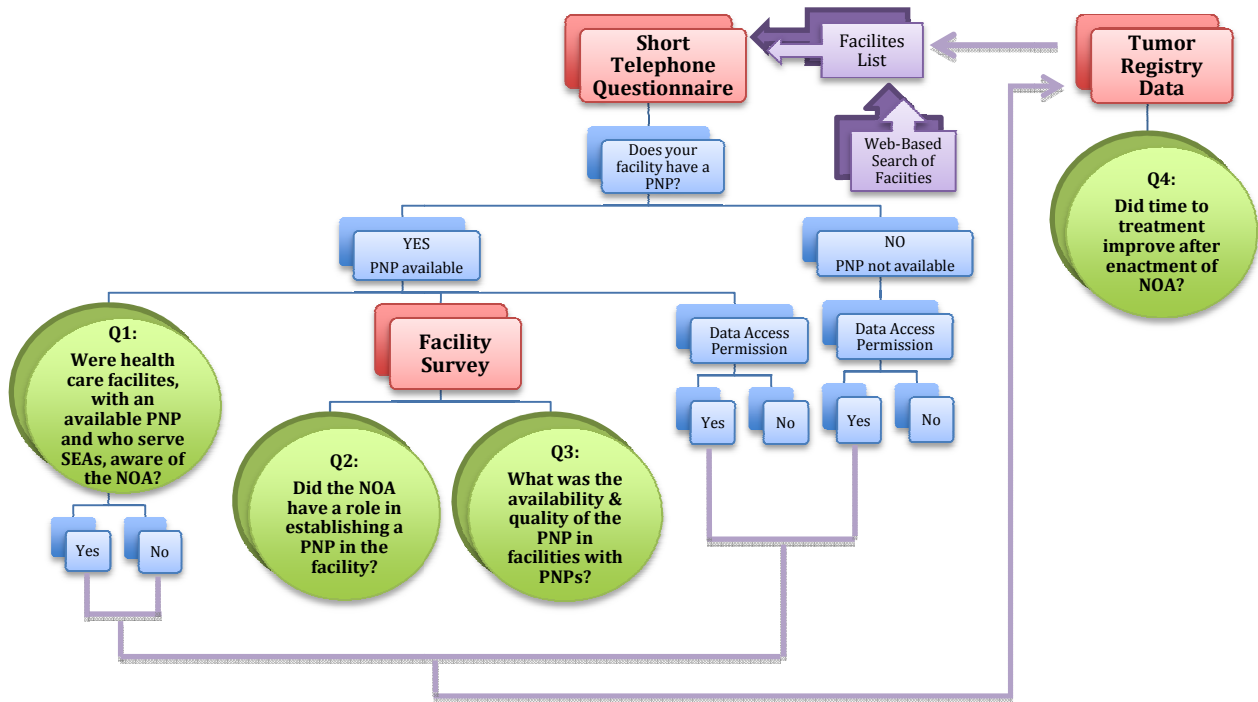 Short
Telephone
Questionnaire
Facilites
List
Tumor
Registry
Data
Web-Based
Search of
Faciities
Does your
facility have a
PNP?
YES
PNP available
NO
PNP not available
Q4:
Did time to
treatment
improve after
enactment of
NOA?
Q1:
Were health
care facilites,
with an
available PNP
and who serve
SEAs, aware of
the NOA?
Facility
Survey
Data Access
Permission
Data Access
Permission
Yes
No
Yes
No
Q2:
Did the NOA
have a role in
establishing a
PNP in the
facility?
Q3:
What was the
availability &
quality of the
PNP in
facilities with
PNPs?
Yes
No